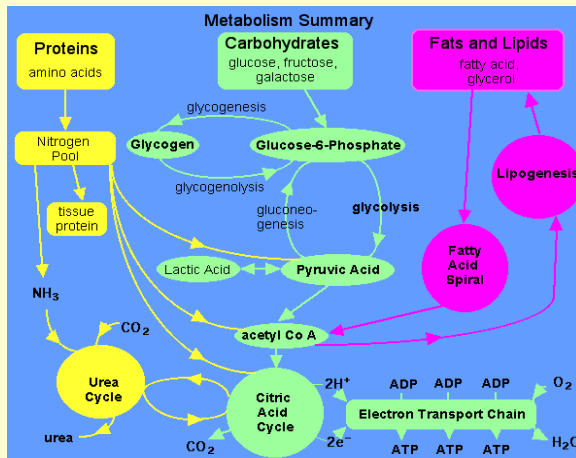 Metabolism Summary
Proteins
amino acids
Carbohydrates
glucose, fructose,
galactose
Fats and Lipids
fatty acid,
glycerol
glycogenesis
Glycogen
Glucose-6-Phosphate
glycogenolysis
Nitrogen
Pool
tissue
protein
gluconeo-
genesis
glycolysis
Lipogenesis
Lactic Acid
Pyruvic Acid
Fatty
Acid
Spiral
NH3
CO2
acetyl Co A
Urea
Cycle
urea
Citric
Acid
Cycle
CO2
2H+
2e-
ADP
ADP
ADP
O2
Electron Transport Chain
ATP
ATP
ATP
H2O